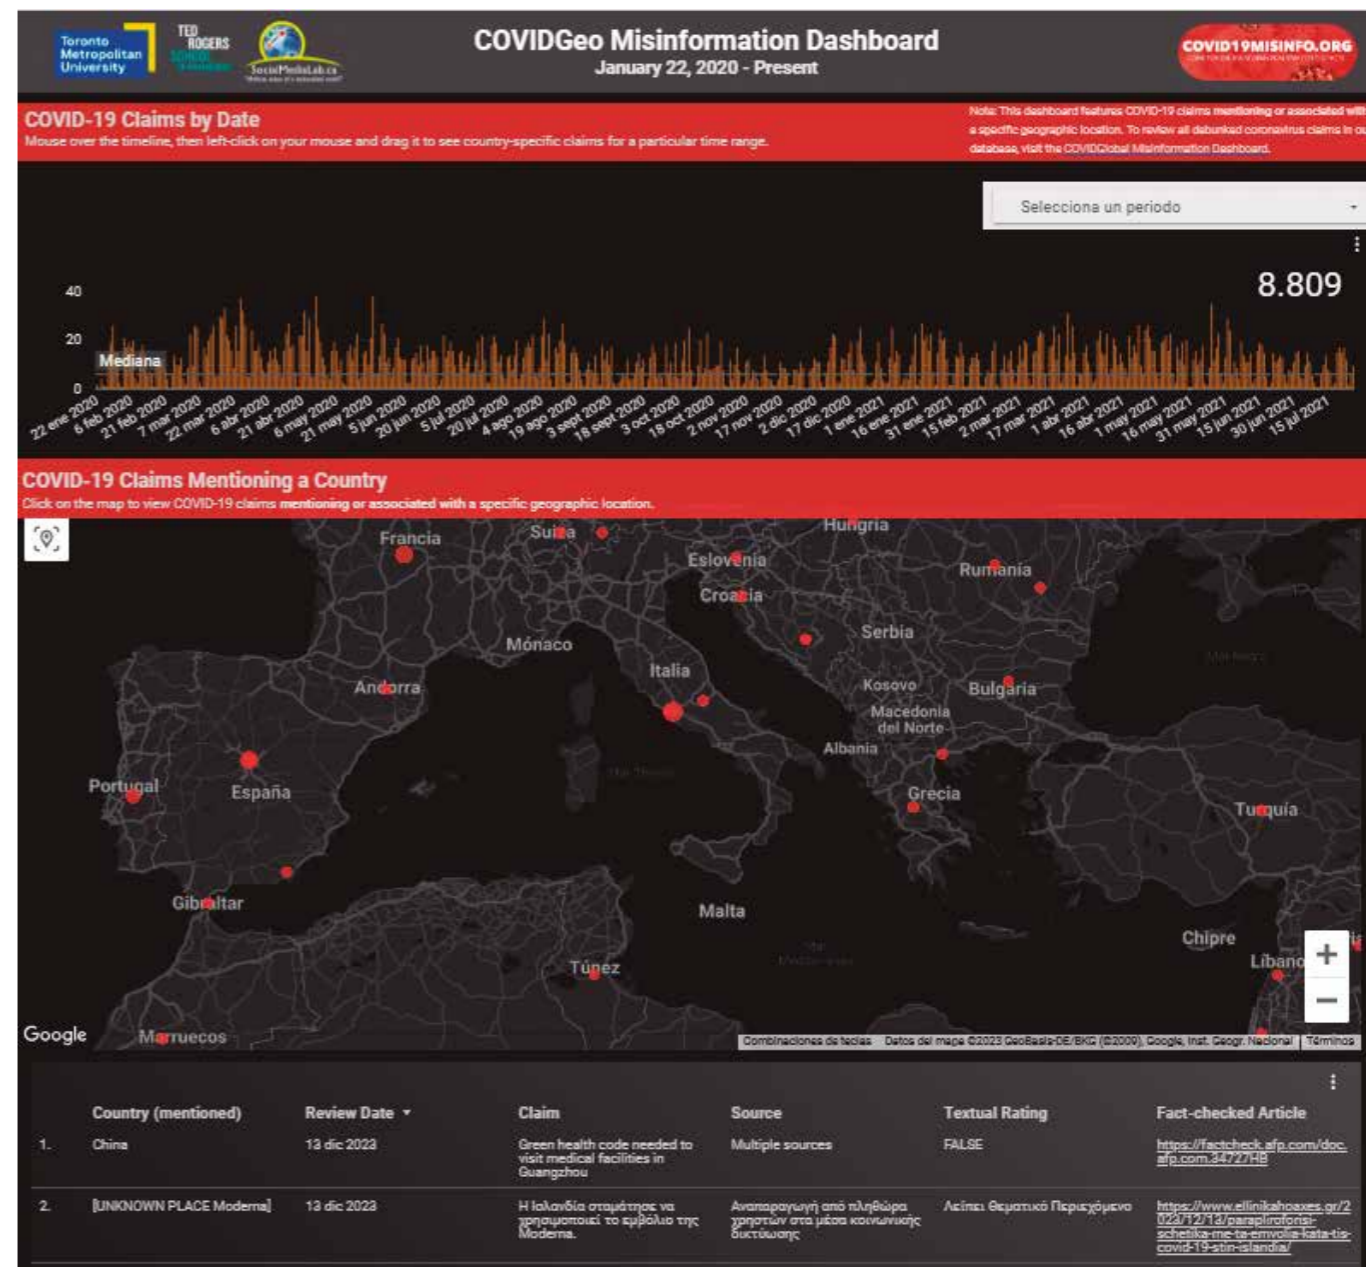 Toronto
Metropolitan
University
TED
ROGERS
SCHOOL
SocialMediaLab.ca
COVIDGeo Misinformation Dashboard
January 22, 2020 - Present
COVID19MISINFO.ORG
COVID-19 Claims by Date
Mouse over the timeline, then left-click on your mouse and drag it to see country-specific claims for a particular time range.
Note: This dashboard features COVID-19 claims mentioning or associated with
a specific geographic location. To review all debunked coronavirus claims in ou
database, visit the COVIDGlobal Misinformation Dashboard.
Selecciona un periodo
8.809
40
20
Mediana
0
22 ene 2020
6 feb 2020
21 feb 2020
7 mar 2020
22 mar 2020
6 abr 2020
21 abr 2020
6 may 2020
21 may 2020
5 jun 2020
20 jun 2020
5 jul 2020
20 jul 2020
4 ago 2020
19 ago 2020
3 sept 2020
18 sept 2020
3 oct 2020
18 oct 2020
2 nov 2020
17 nov 2020
2 dic 2020
17 dic 2020
1 ene 2021
16 ene 2021
31 ene 2021
15 feb 2021
2 mar 2021
17 mar 2021
1 abr 2021
16 abr 2021
1 may 2021
16 may 2021
31 may 2021
15 jun 2021
30 jun 2021
15 jul 2021
COVID-19 Claims Mentioning a Country
Click on the map to view COVID-19 claims mentioning or associated with a specific geographic location.
Francia
Suiza
Hungría
Eslovenia
Rumanía
Croacia
Mónaco
Serbia
Italia
Andorra
Kosovo
Bulgaria
Macedonia
del Norte
Albania
Portugal
España
Grecia
Turquía
Gibraltar
Malta
Chipre
Túnez
Líbano
Google
Marruecos
Combinaciones de teclas Datos del mapa ©2023 GeoBasis-DE/BKG (©2009), Google, Inst. Geogr. Nacional Términos
Country (mentioned) Review Date Claim Source Textual Rating Fact-checked Article
1. China 13 dic 2023 Green health code needed to Multiple sources FALSE https://factcheck.afp.com/doc.
visit medical facilities in afp.com.34727HB
Guangzhou
2. [UNKNOWN PLACE Moderna] 13 dic 2023 Η Ισλανδία σταμάτησε να Αναπαραγωγή από πληθώρα Λείπει Θεματικό Περιεχόμενο https://www.ellinikahoaxes.gr/2
χρησιμοποιεί το εμβόλιο της χρηστών στα μέσα κοινωνικής 023/12/13/parapliroforisi-
Moderna. δικτύωσης schetika-me-ta-emvolia-kata-tis-
covid-19-stin-islandia/